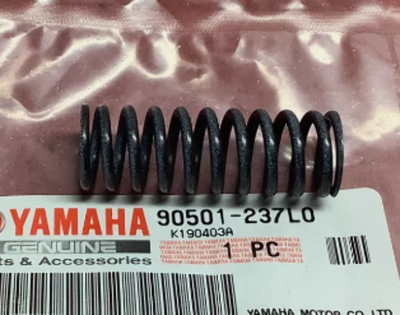 YAMAHA 90501-237L0
GENUINE K190403A
ts & Accessories 1 PC
YAMAHA MOTOR CO., LTD.